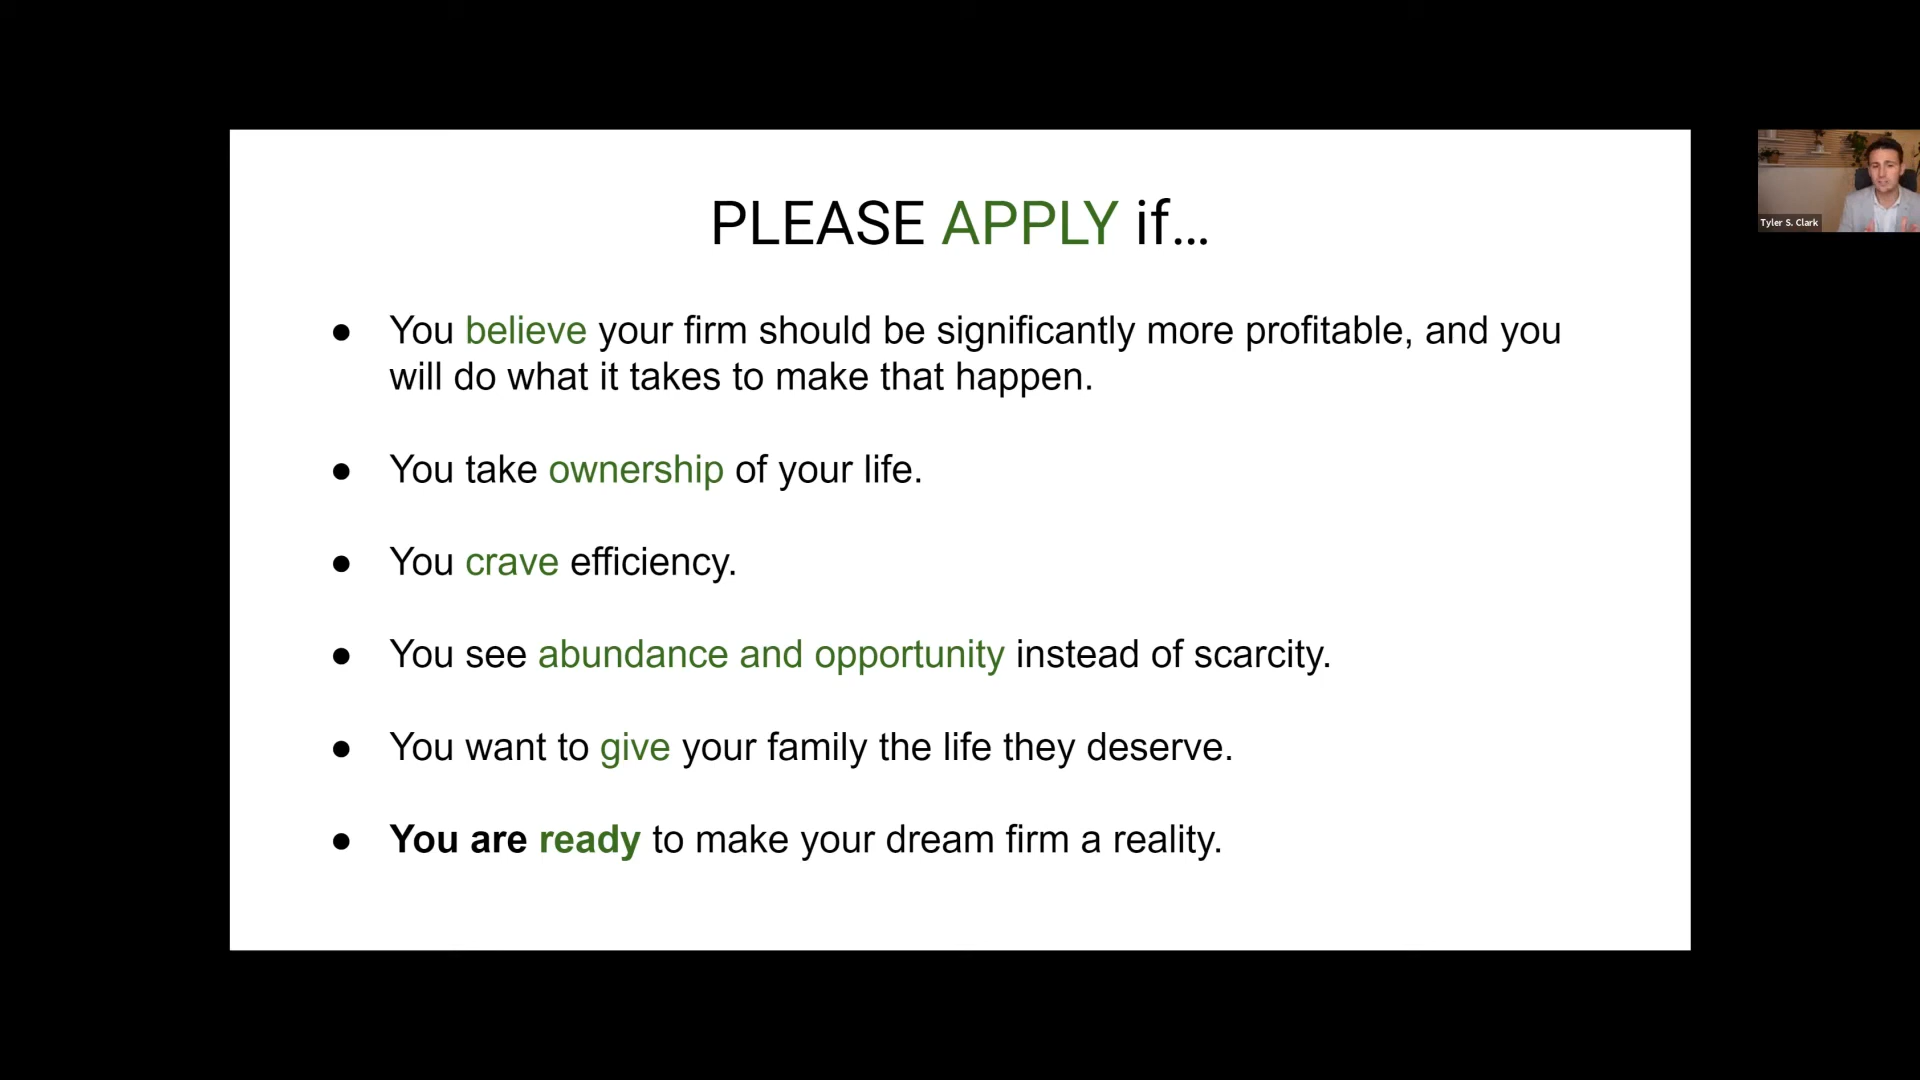 PLEASE APPLY if...
● You believe your firm should be significantly more profitable, and you
will do what it takes to make that happen.
● You take ownership of your life.
● You crave efficiency.
● You see abundance and opportunity instead of scarcity.
● You want to give your family the life they deserve.
● You are ready to make your dream firm a reality.
Tyler S. Clark